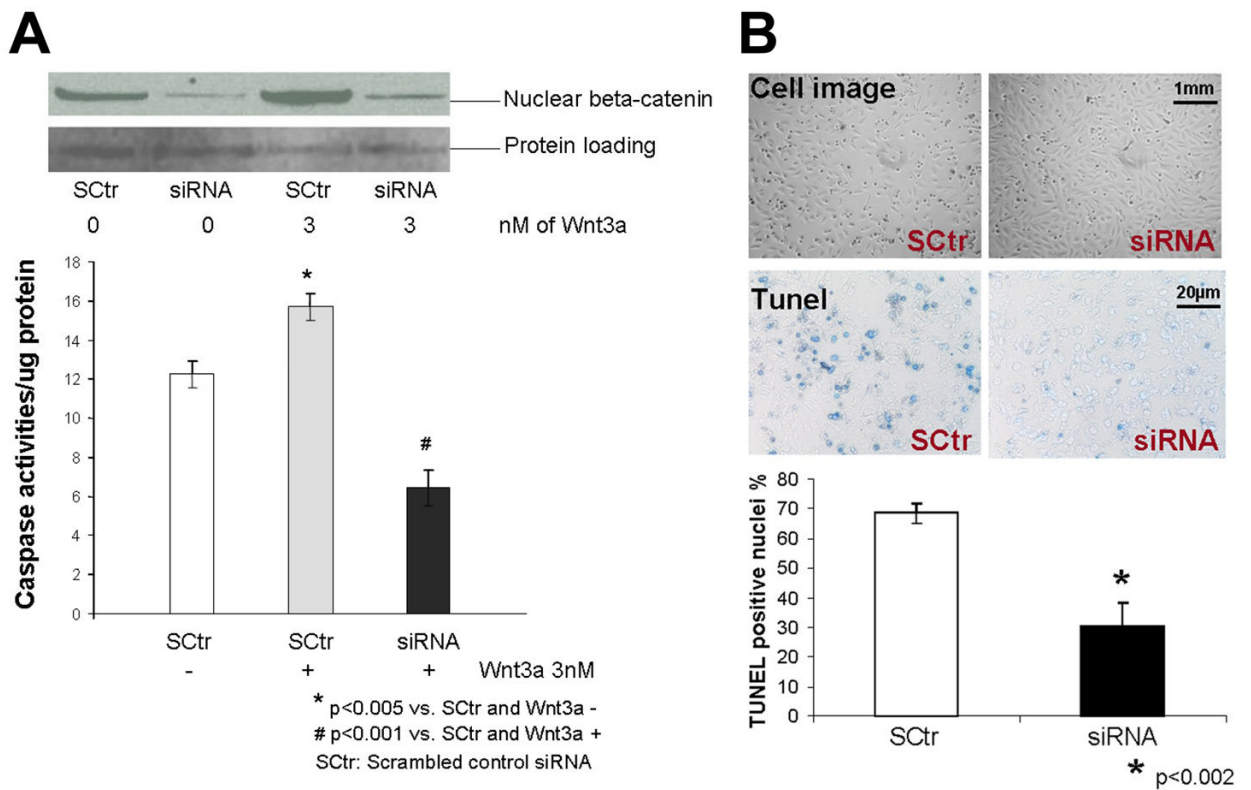 A
Nuclear beta-catenin
Protein loading
SCtr siRNA SCtr siRNA
0 0 3 3 nM of Wnt3a
Caspase activities/ug protein
18
16
14
12
10
8
6
4
2
0
*
#
SCtr SCtr siRNA
- + + Wnt3a 3nM
* p<0.005 vs. SCtr and Wnt3a -
# p<0.001 vs. SCtr and Wnt3a +
SCtr: Scrambled control siRNA
B
Cell image
1mm
SCtr
siRNA
Tunel
20µm
SCtr
siRNA
TUNEL positive nuclei %
80
70
60
50
40
30
20
10
0
*
SCtr siRNA
* p<0.002